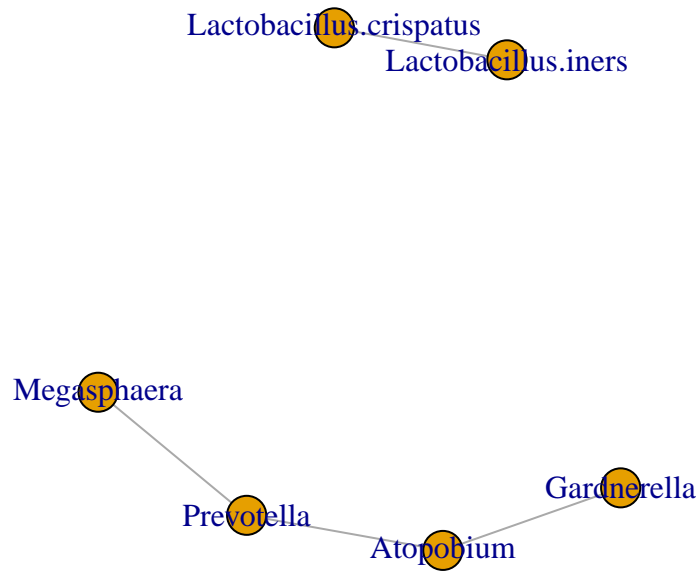 Lactobacillus.crispatus
Lactobacillus.iners
Megasphaera
Gardnerella
Prevotella
Atopobium